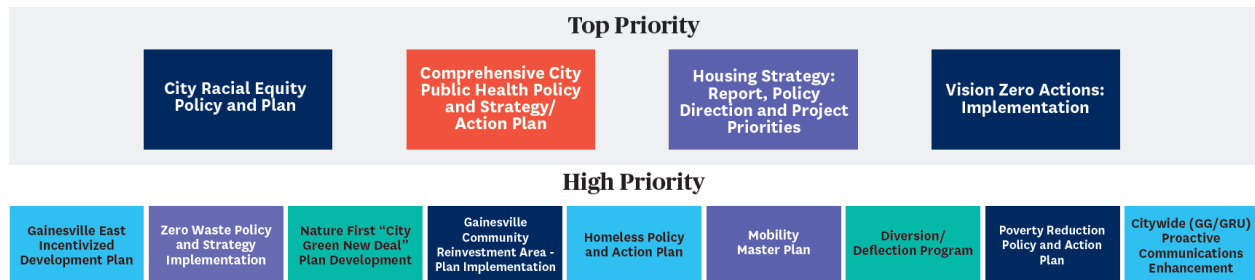 Top Priority
City Racial Equity
Policy and Plan
Comprehensive City
Public Health Policy
and Strategy/
Action Plan
Housing Strategy:
Report, Policy
Direction and Project
Priorities
Vision Zero Actions:
Implementation
High Priority
Gainesville East
Incentivized
Development Plan
Zero Waste Policy
and Strategy
Implementation
Nature First “City
Green New Deal”
Plan Development
Gainesville
Community
Reinvestment Area -
Plan Implementation
Homeless Policy
and Action Plan
Mobility
Master Plan
Diversion/
Deflection Program
Poverty Reduction
Policy and Action
Plan
Citywide (GG/GRU)
Proactive
Communications
Enhancement